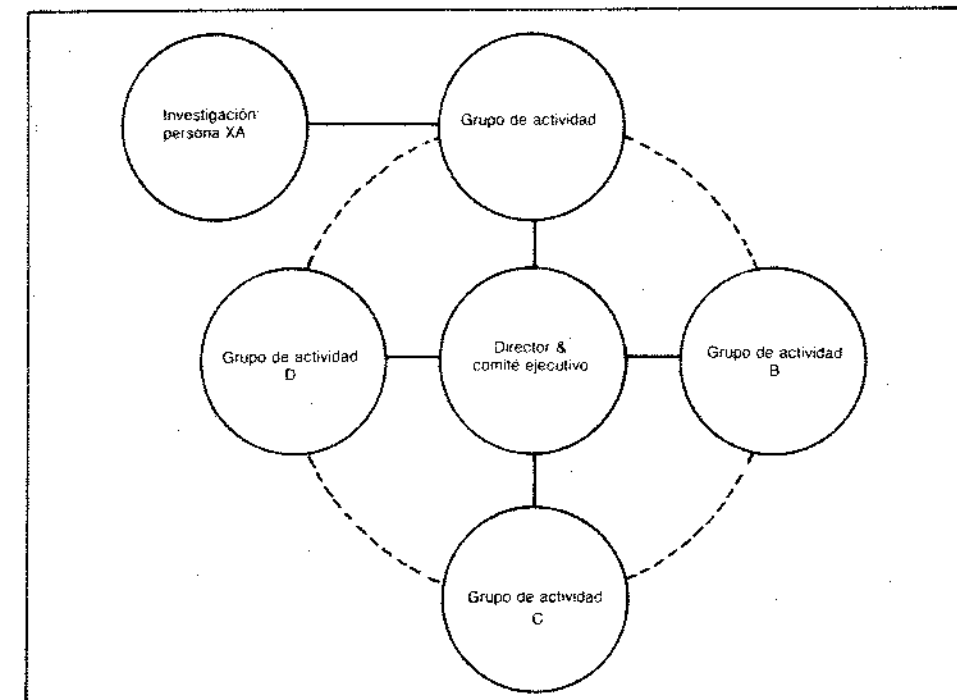 Investigación:
persona XA
Grupo de actividad
Grupo de actividad
D
Director &
comité ejecutivo
Grupo de actividad
B
Grupo de actividad
C